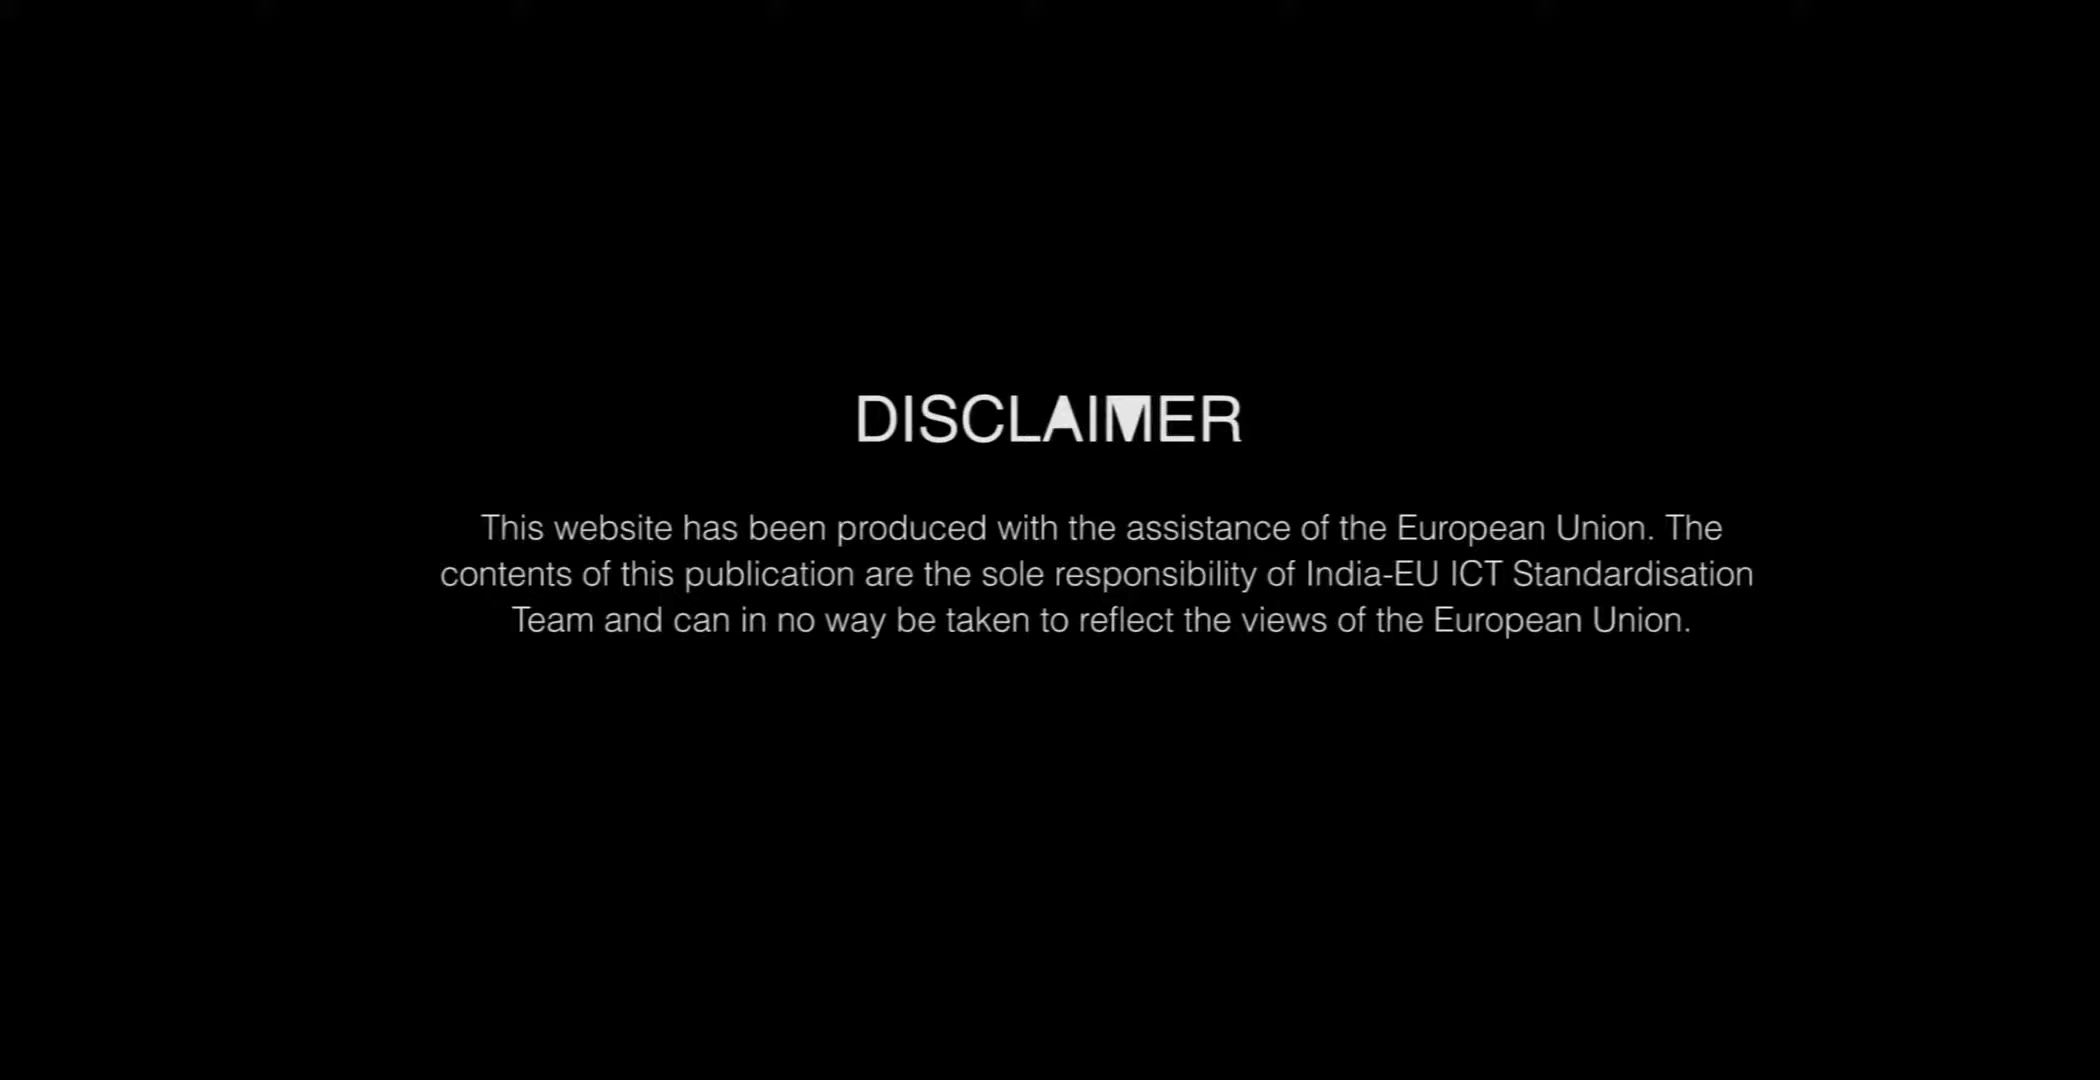 DISCLAIMER
This website has been produced with the assistance of the European Union. The
contents of this publication are the sole responsibility of India-EU ICT Standardisation
Team and can in no way be taken to reflect the views of the European Union.